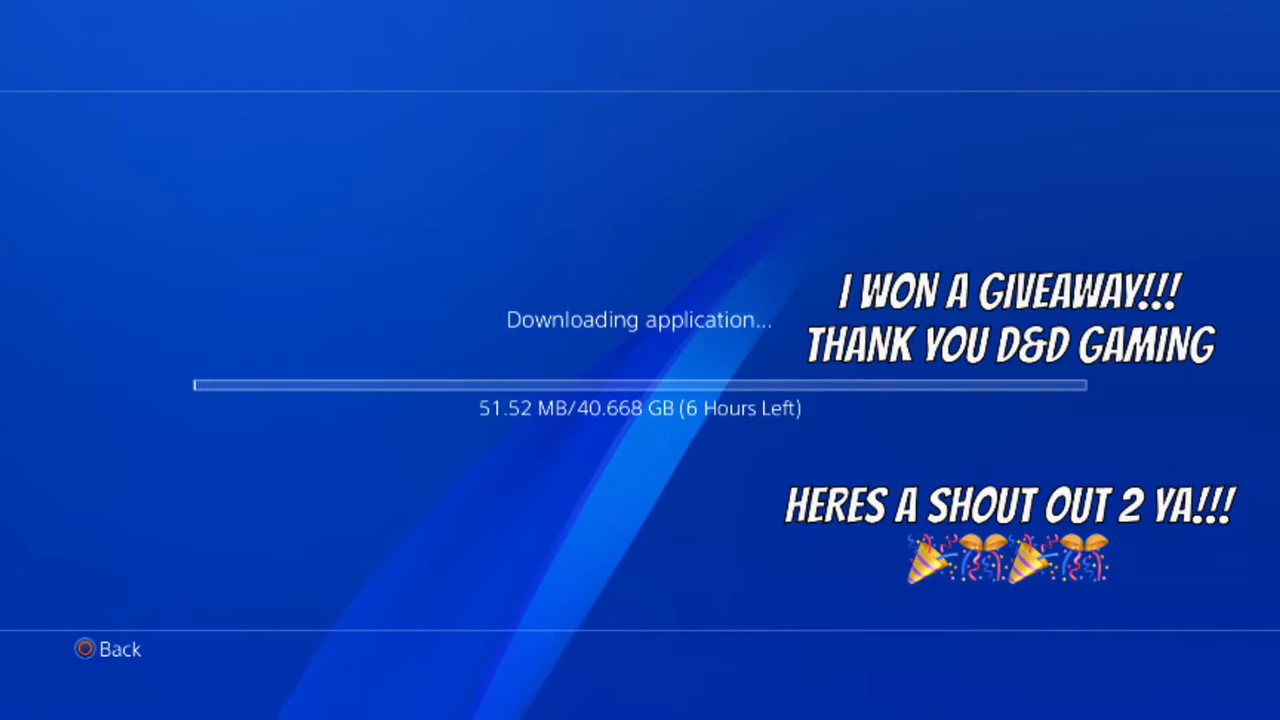 I WON A GIVEAWAY!!!
THANK YOU D&D GAMING
Downloading application...
51.52 MB/40.668 GB (6 Hours Left)
HERES A SHOUT OUT 2 YA!!!
🎉🎊🎉🎊
Back